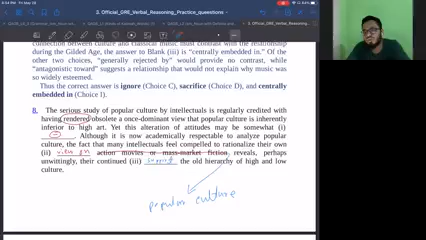 3. Official_GRE_Verbal_Reasoning_Practice_questions
connection between culture and classical music must contrast with the relationship
during the Gilded Age, the answer to Blank (iii) is "centrally embedded in." Of
the other two choices, "generally rejected by" would provide no contrast, while
"antagonistic toward" suggests a relationship that would not explain why music was
so widely esteemed.
Thus the correct answer is ignore (Choice C), sacrifice (Choice D), and centrally
embedded in (Choice I).
8. The serious study of popular culture by intellectuals is regularly credited with
having rendered obsolete a once-dominant view that popular culture is inherently
inferior to high art. Yet this alteration of attitudes may be somewhat (i)
Although it is now academically respectable to analyze popular
culture, the fact that many intellectuals feel compelled to rationalize their own
(ii) view on action movies or mass-market fiction reveals, perhaps
unwittingly, their continued (iii) support the old hierarchy of high and low
culture.
popular culture